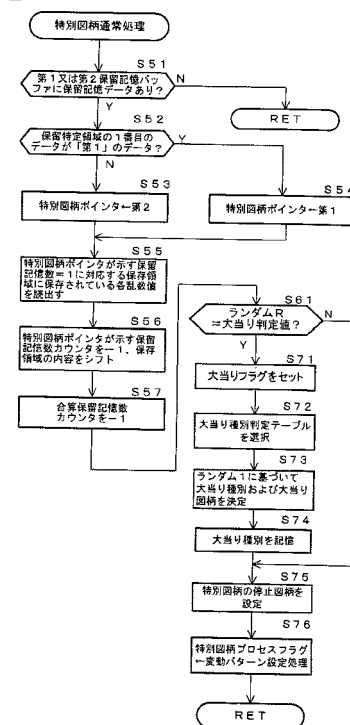 特別図柄通常処理
S51
第1又は第2保留記憶バッ
ファに保留記憶データあり?
N
Y
RET
S52
保留特定領域の1番目の
データが「第1」のデータ?
Y
N
S53
特別図柄ポインタ←第2
S54
特別図柄ポインタ←第1
S55
特別図柄ポインタが示す保留
記憶数=1に対応する保存領
域に保存されている各乱数値
を読出す
S56
特別図柄ポインタが示す保留
記憶数カウンタを-1、保存
領域の内容をシフト
S57
合算保留記憶数
カウンタを-1
S61
ランダムR
=大当り判定値?
N
Y
S71
大当りフラグをセット
S72
大当り種別判定テーブル
を選択
S73
ランダム1に基づいて
大当り種別および大当り
図柄を決定
S74
大当り種別を記憶
S75
特別図柄の停止図柄を
設定
S76
特別図柄プロセスフラグ
←変動パターン設定処理
RET